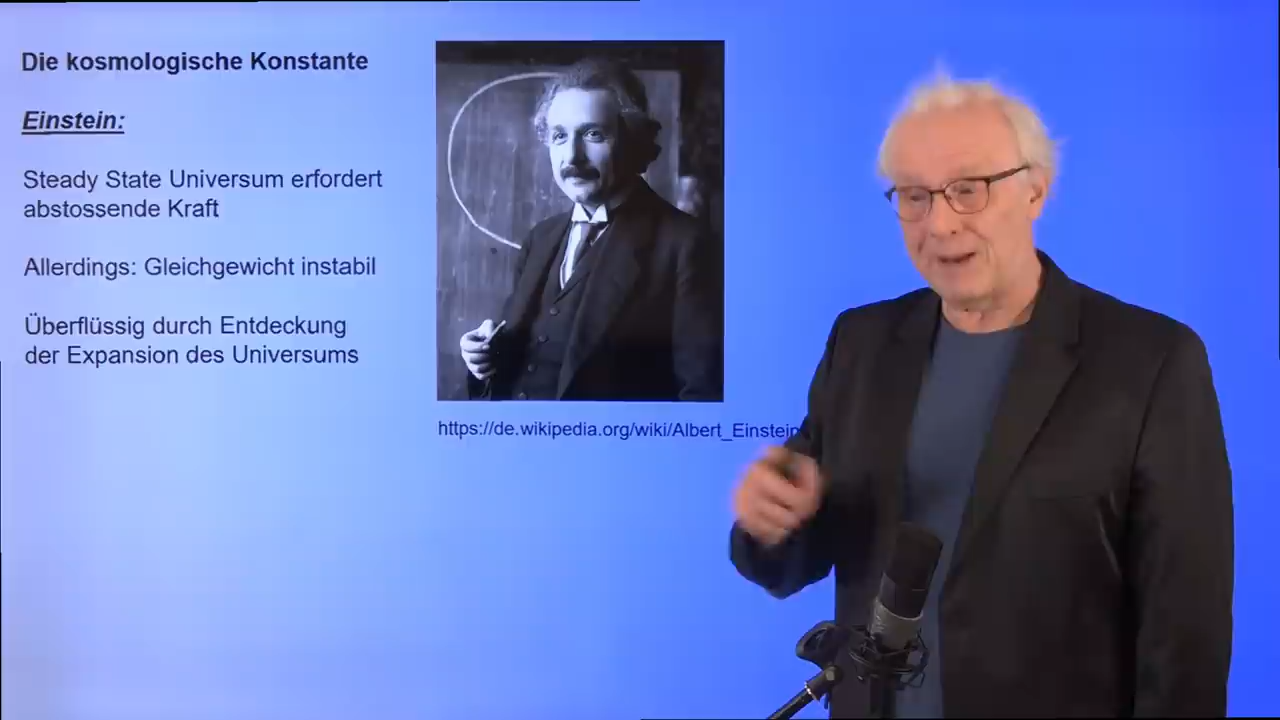 Die kosmologische Konstante
Einstein:
Steady State Universum erfordert
abstossende Kraft
Allerdings: Gleichgewicht instabil
Überflüssig durch Entdeckung
der Expansion des Universums
https://de.wikipedia.org/wiki/Albert_Einstein